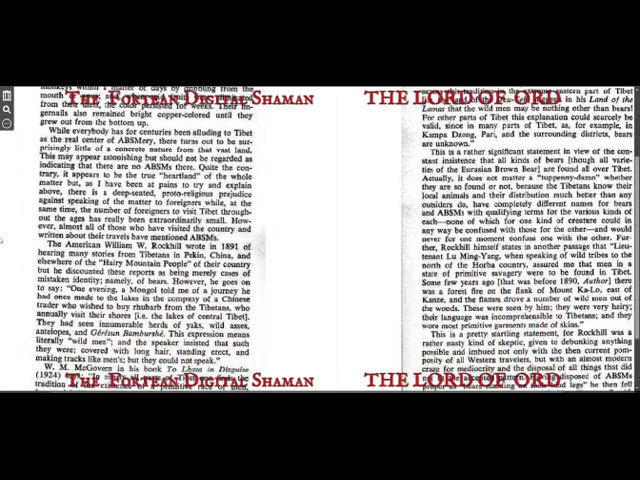 mouth
The Fortran Digital Shaman
from their diets, the color persisted for weeks. Their fin-
gernails also remained bright copper-colored until they
grew out from the bottom up.
While everybody has for centuries been alluding to Tibet
as the real center of ABSMery, there turns out to be sur-
prisingly little of a concrete nature from that vast land.
This may appear astonishing but should not be regarded as
indicating that there are no ABSMs there. Quite the con-
trary, it appears to be the true "heartland" of the whole
matter but, as I have been at pains to try and explain
above, there is a deep-seated, proto-religious prejudice
against speaking of the matter to foreigners while, at the
same time, the number of foreigners to visit Tibet through-
out the ages has really been extraordinarily small. How-
ever, almost all of those who have visited the country and
written about their travels have mentioned ABSMs.
The American William W. Rockhill wrote in 1891 of
hearing many stories from Tibetans in Pekin, China, and
elsewhere of the "Hairy Mountain People" of their country
but he discounted these reports as being merely cases of
mistaken identity; namely, of bears. However, he goes on
to say: "One evening, a Mongol told me of a journey he
had once made to the lakes in the company of a Chinese
trader who wished to buy rhubarb from the Tibetans, who
annually visit their shores [i.e. the lakes of central Tibet].
They had seen innumerable herds of yaks, wild asses,
antelopes, and Gérésun Bamburshé. This expression means
literally "wild men"; and the speaker insisted that such
they were; covered with long hair, standing erect, and
making tracks like men's; but they could not speak."
W. M. McGovern in his book To Lhasa in Disguise
(1924)
The Fortran Digital Shaman
tradition
eastern part of Tibet
THE LORD OF ORD
in his Land of the
Lamas that the wild men may be nothing other than bears!
For other parts of Tibet this explanation could scarcely be
valid, since in many parts of Tibet, as, for example, in
Kampa Dzong, Pari, and the surrounding districts, bears
are unknown."
This is a rather significant statement in view of the con-
stant insistence that all kinds of bears [though all varie-
ties of the Eurasian Brown Bear] are found all over Tibet.
Actually, it does not matter a "tuppenny-damn" whether
they are so found or not, because the Tibetans know their
local animals and their distribution much better than any
outsiders do, have completely different names for bears
and ABSMs with qualifying terms for the various kinds of
each—none of which one kind of creature could in
any way be confused with those for the other—and would
never for one moment confuse one with the other. Fur-
ther, Rockhill himself states in another passage that "Lieu-
tenant Lu Ming-Yang, when speaking of wild tribes to the
north of the Horba country, assured me that men in a
state of primitive savagery were to be found in Tibet.
Some few years ago [that was before 1890, Author] there
was a forest fire on the flank of Mount Ka-Lo, east of
Kanze, and the flames drove a number of wild men out of
the woods. These were seen by him; they were very hairy;
their language was incomprehensible to Tibetans; and they
wore most primitive garments made of skins."
This is a pretty startling statement, for Rockhill was a
rather nasty kind of skeptic, given to debunking anything
possible and imbued not only with the then current pom-
posity of all Western travelers, but with an almost modern
craze for mediocrity and the disposal of all things that did
THE LORD OF ORD
he then fell